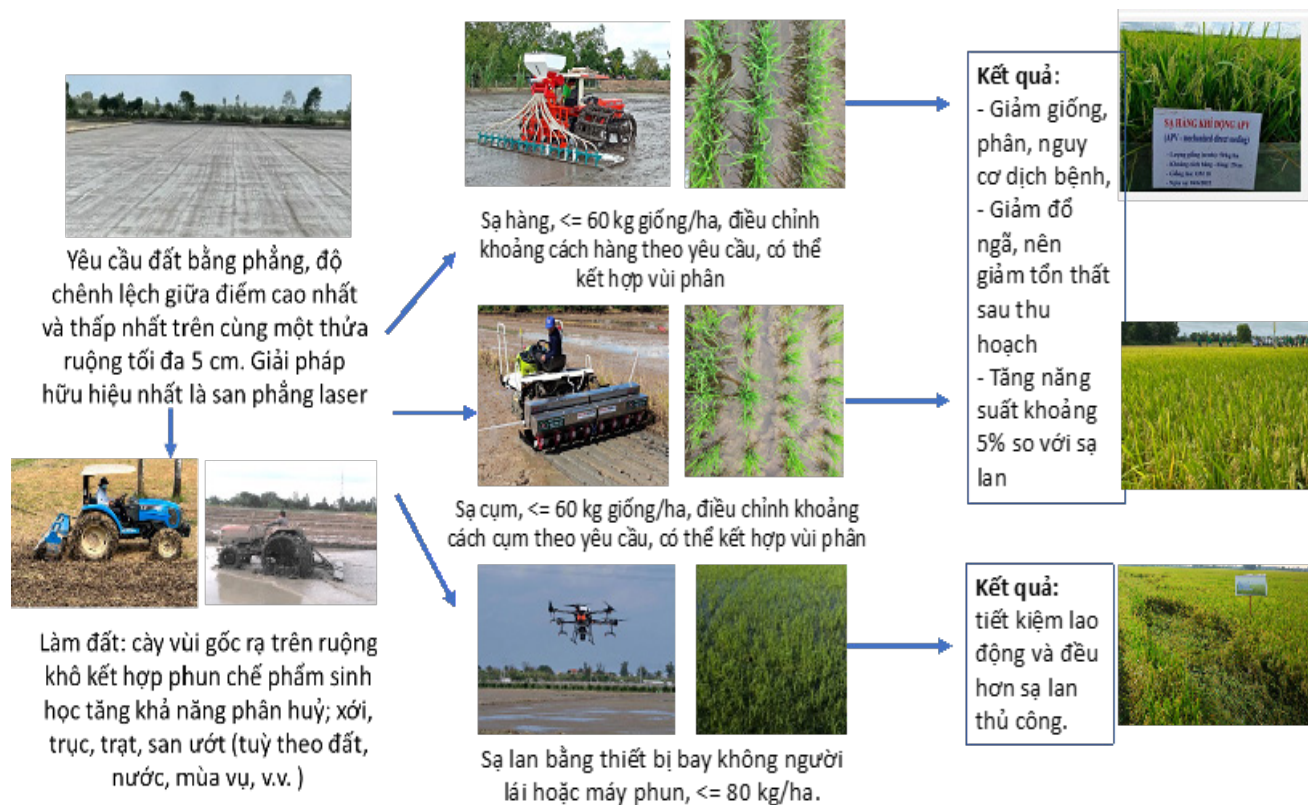 Yêu cầu đất bằng phẳng, độ
chênh lệch giữa điểm cao nhất
và thấp nhất trên cùng một thửa
ruộng tối đa 5 cm. Giải pháp
hữu hiệu nhất là san phẳng laser
Làm đất: cày vùi gốc rạ trên ruộng
khô kết hợp phun chế phẩm sinh
học tăng khả năng phân huỷ; xới,
trục, trạt, san ướt (tuỳ theo đất,
nước, mùa vụ, v.v. )
Sạ hàng, <= 60 kg giống/ha, điều chỉnh
khoảng cách hàng theo yêu cầu, có thể
kết hợp vùi phân
Sạ cụm, <= 60 kg giống/ha, điều chỉnh khoảng
cách cụm theo yêu cầu, có thể kết hợp vùi phân
Sạ lan bằng thiết bị bay không người
lái hoặc máy phun, <= 80 kg/ha.
Kết quả:
- Giảm giống,
phân, nguy
cơ dịch bệnh,
- Giảm đổ
ngã, nên
giảm tổn thất
sau thu
hoạch
- Tăng năng
suất khoảng
5% so với sạ
lan
SẠ HÀNG KHÍ ĐỘNG APV
Kết quả:
tiết kiệm lao
động và đều
hơn sạ lan
thủ công.